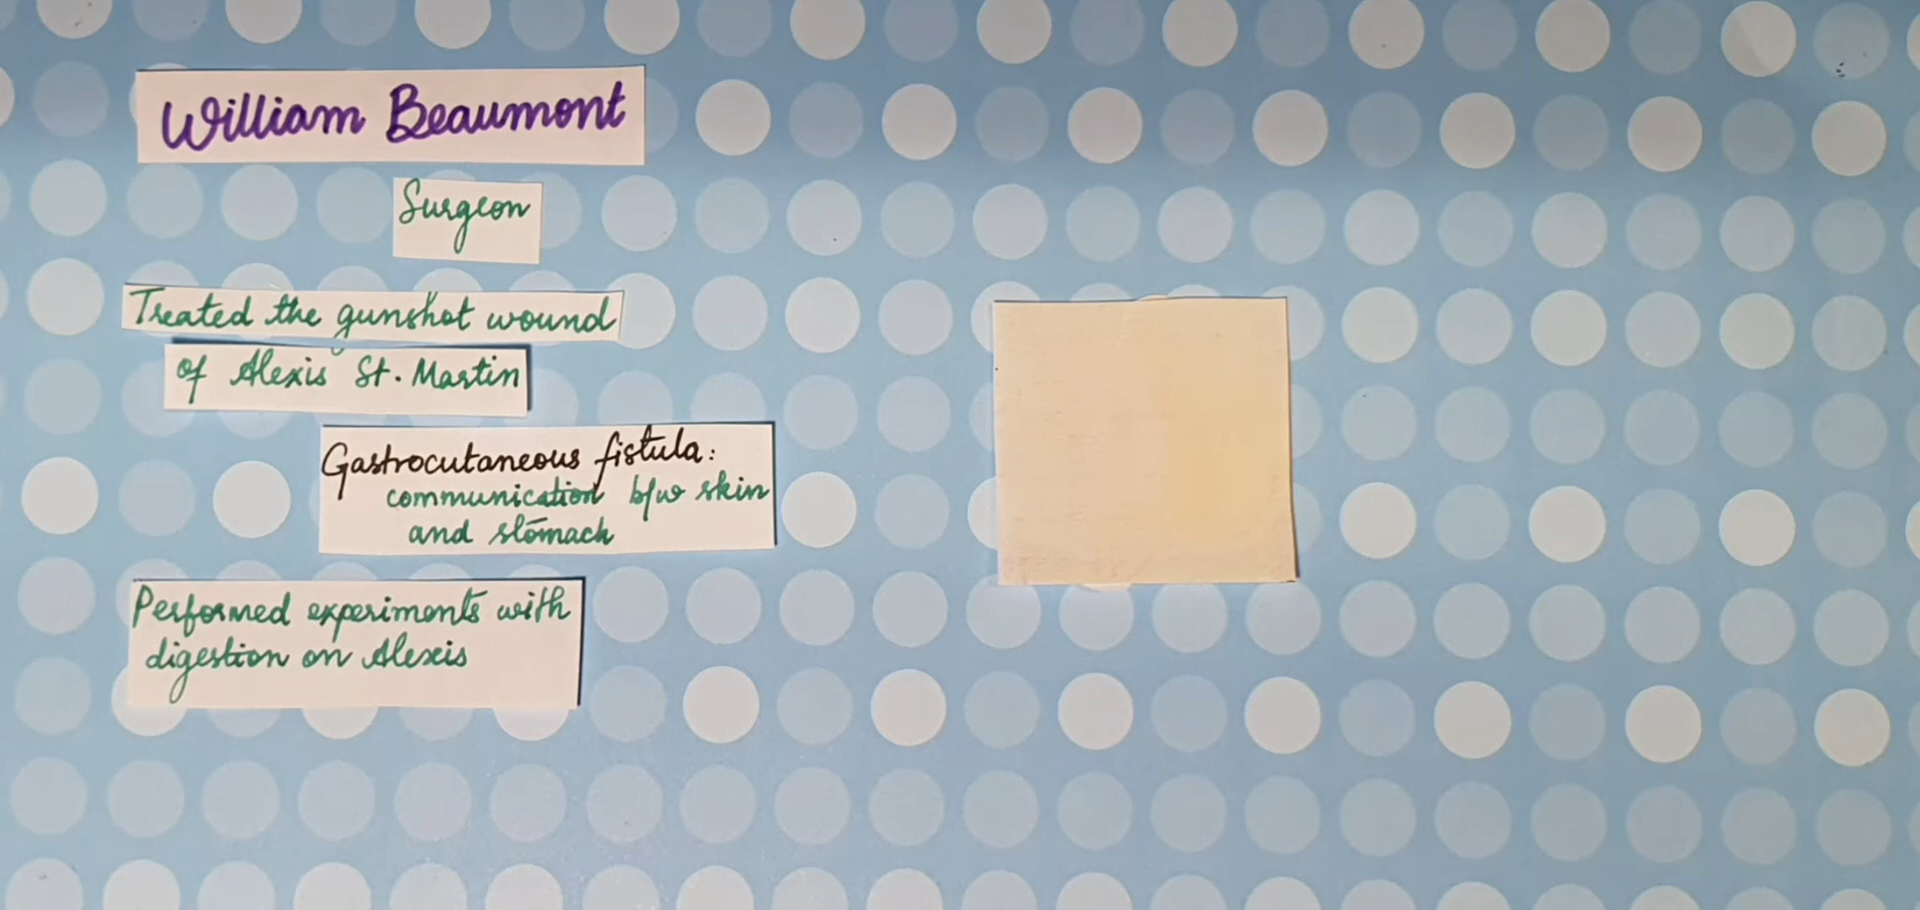 William Beaumont
Surgeon
Treated the gunshot wound
of Alexis St. Martin
Gastrocutaneous fistula:
communication b/w skin
and stomach
Performed experiments with
digestion on Alexis